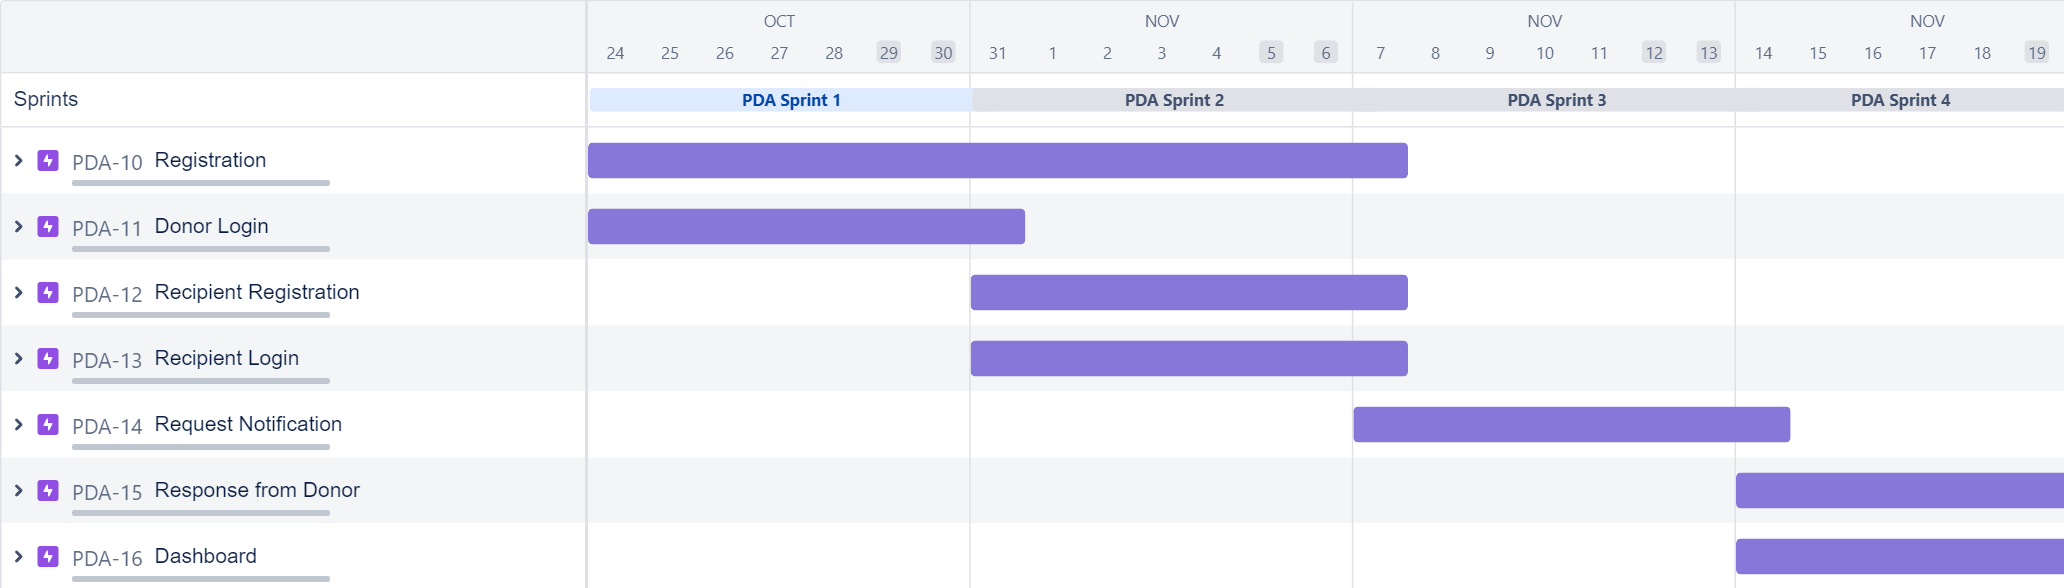 OCT NOV NOV NOV
24 25 26 27 28 29 30 31 1 2 3 4 5 6 7 8 9 10 11 12 13 14 15 16 17 18 19
Sprints PDA Sprint 1 PDA Sprint 2 PDA Sprint 3 PDA Sprint 4
PDA-10 Registration
PDA-11 Donor Login
PDA-12 Recipient Registration
PDA-13 Recipient Login
PDA-14 Request Notification
PDA-15 Response from Donor
PDA-16 Dashboard